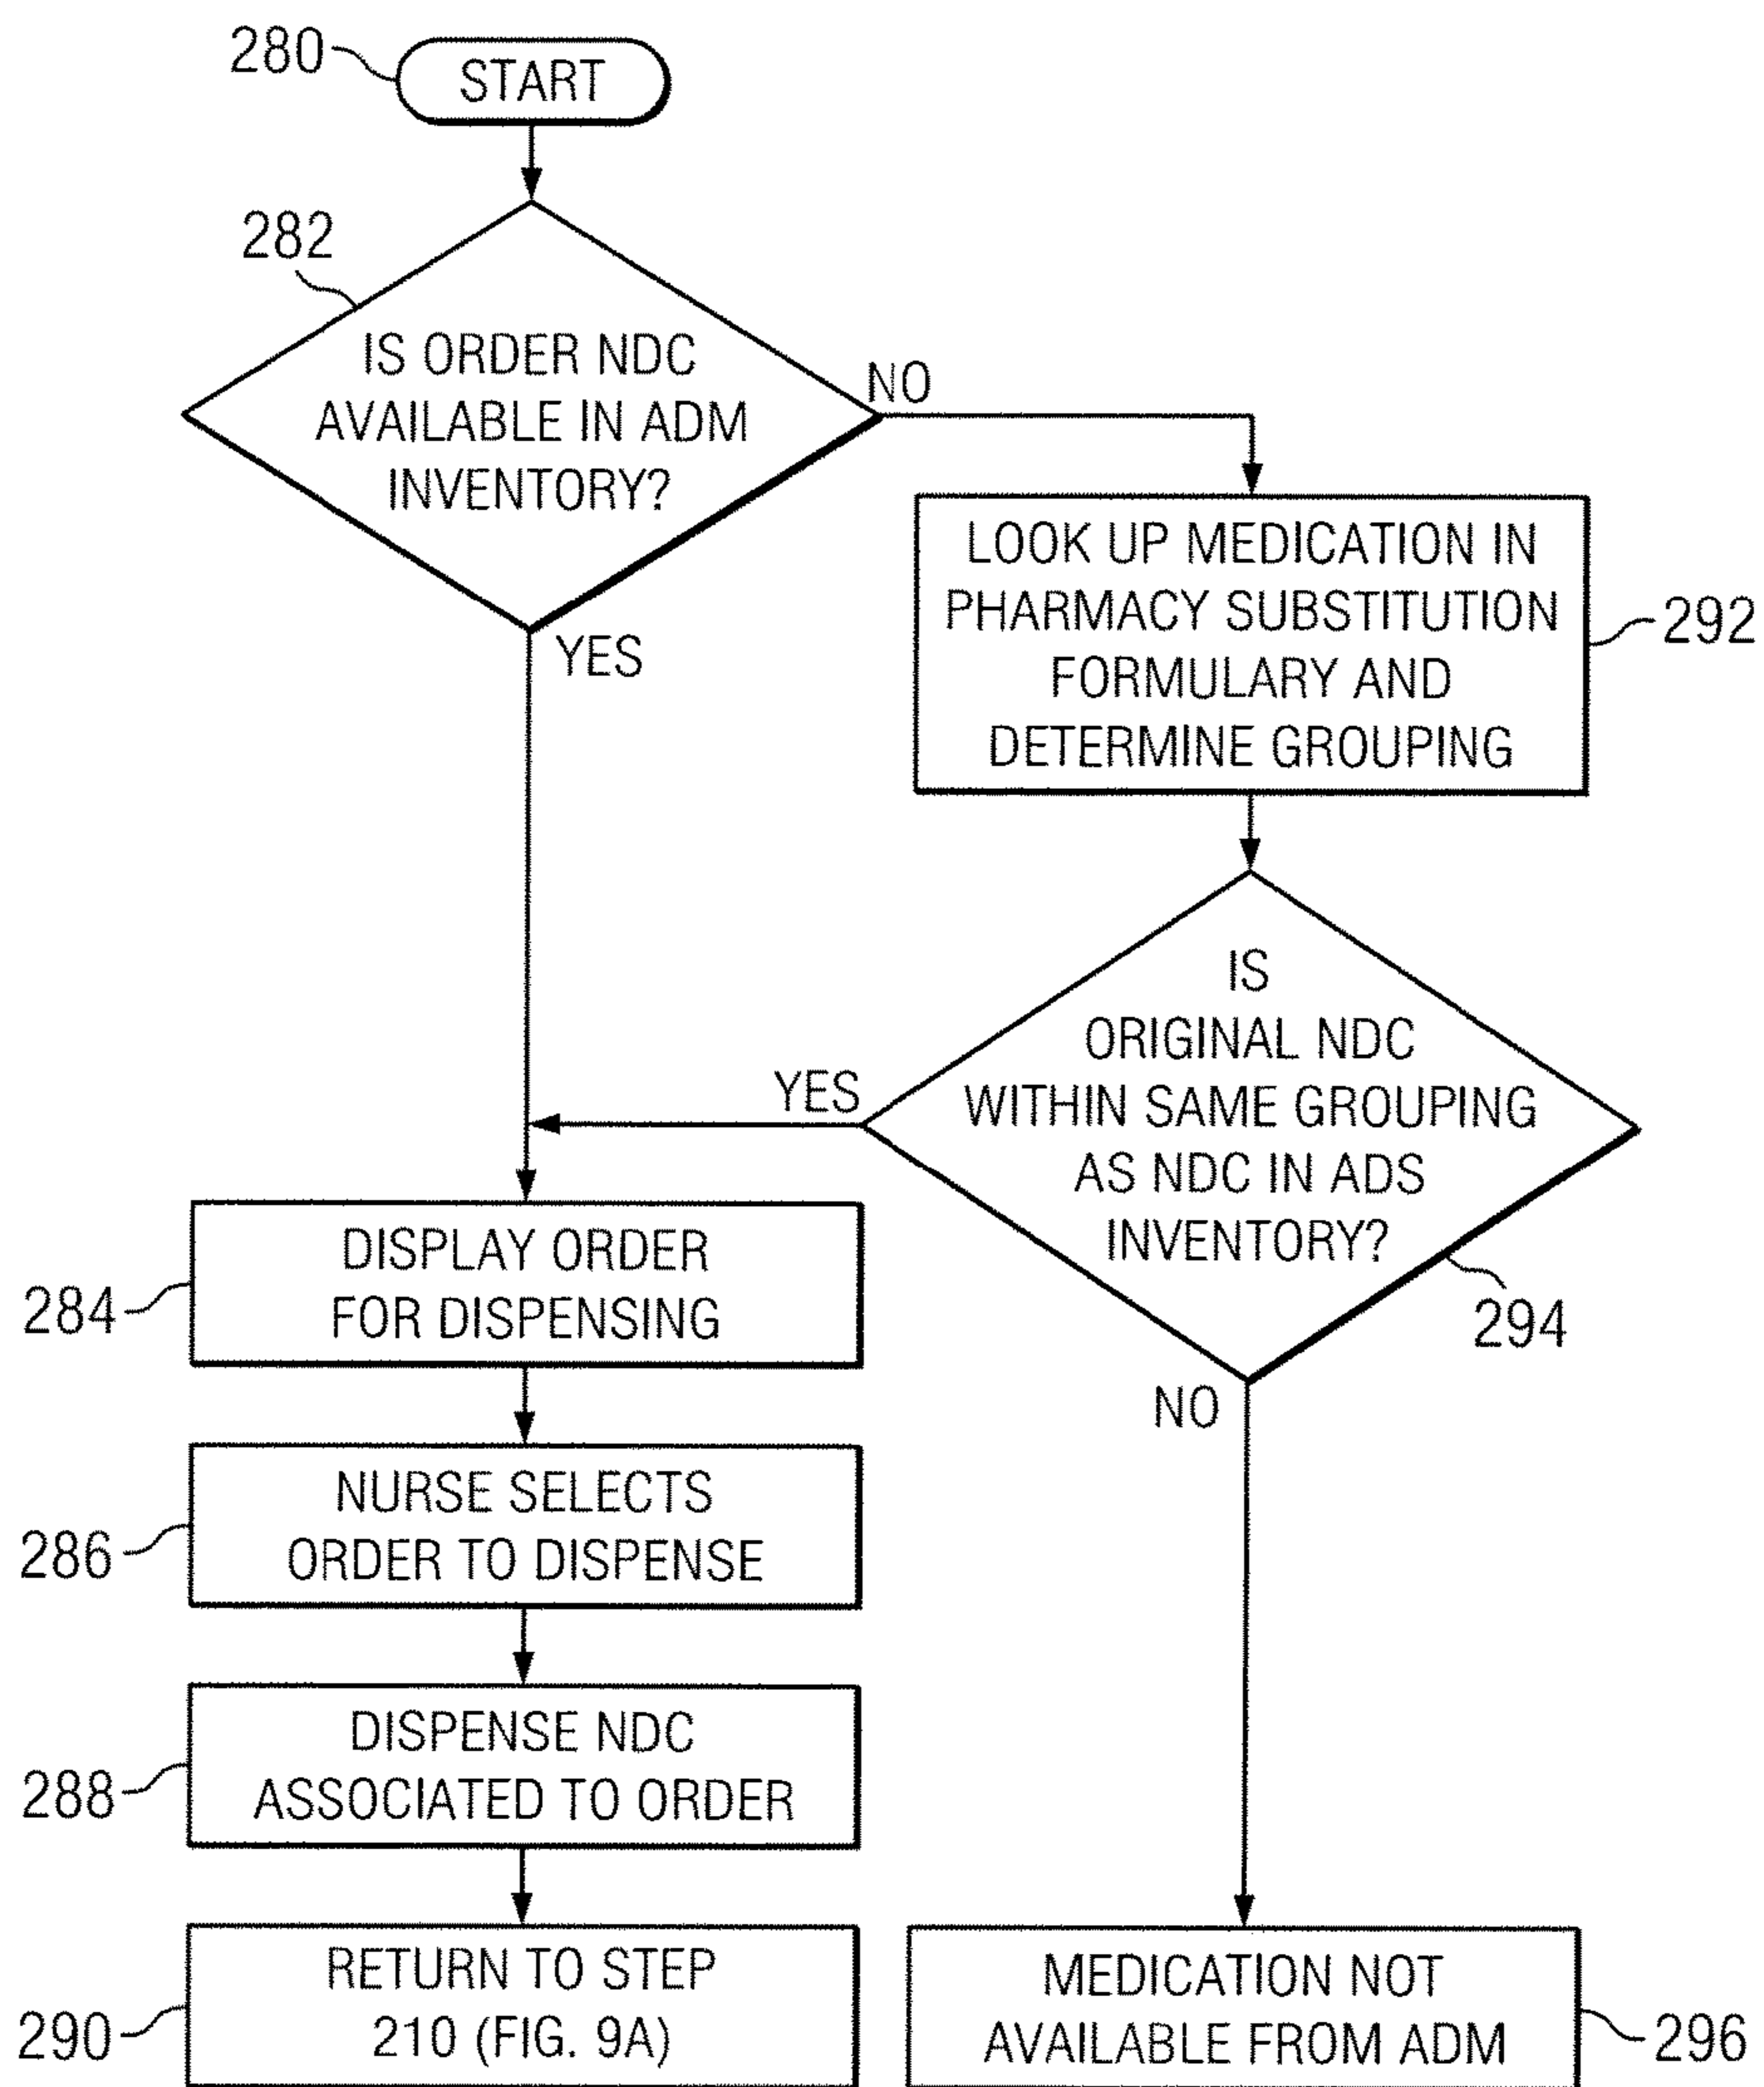 280
START
282
IS ORDER NDC
AVAILABLE IN ADM
INVENTORY?
NO
YES
LOOK UP MEDICATION IN
PHARMACY SUBSTITUTION
FORMULARY AND
DETERMINE GROUPING
292
IS
ORIGINAL NDC
WITHIN SAME GROUPING
AS NDC IN ADS
INVENTORY?
294
YES
NO
284
DISPLAY ORDER
FOR DISPENSING
286
NURSE SELECTS
ORDER TO DISPENSE
288
DISPENSE NDC
ASSOCIATED TO ORDER
290
RETURN TO STEP
210 (FIG. 9A)
MEDICATION NOT
AVAILABLE FROM ADM
296